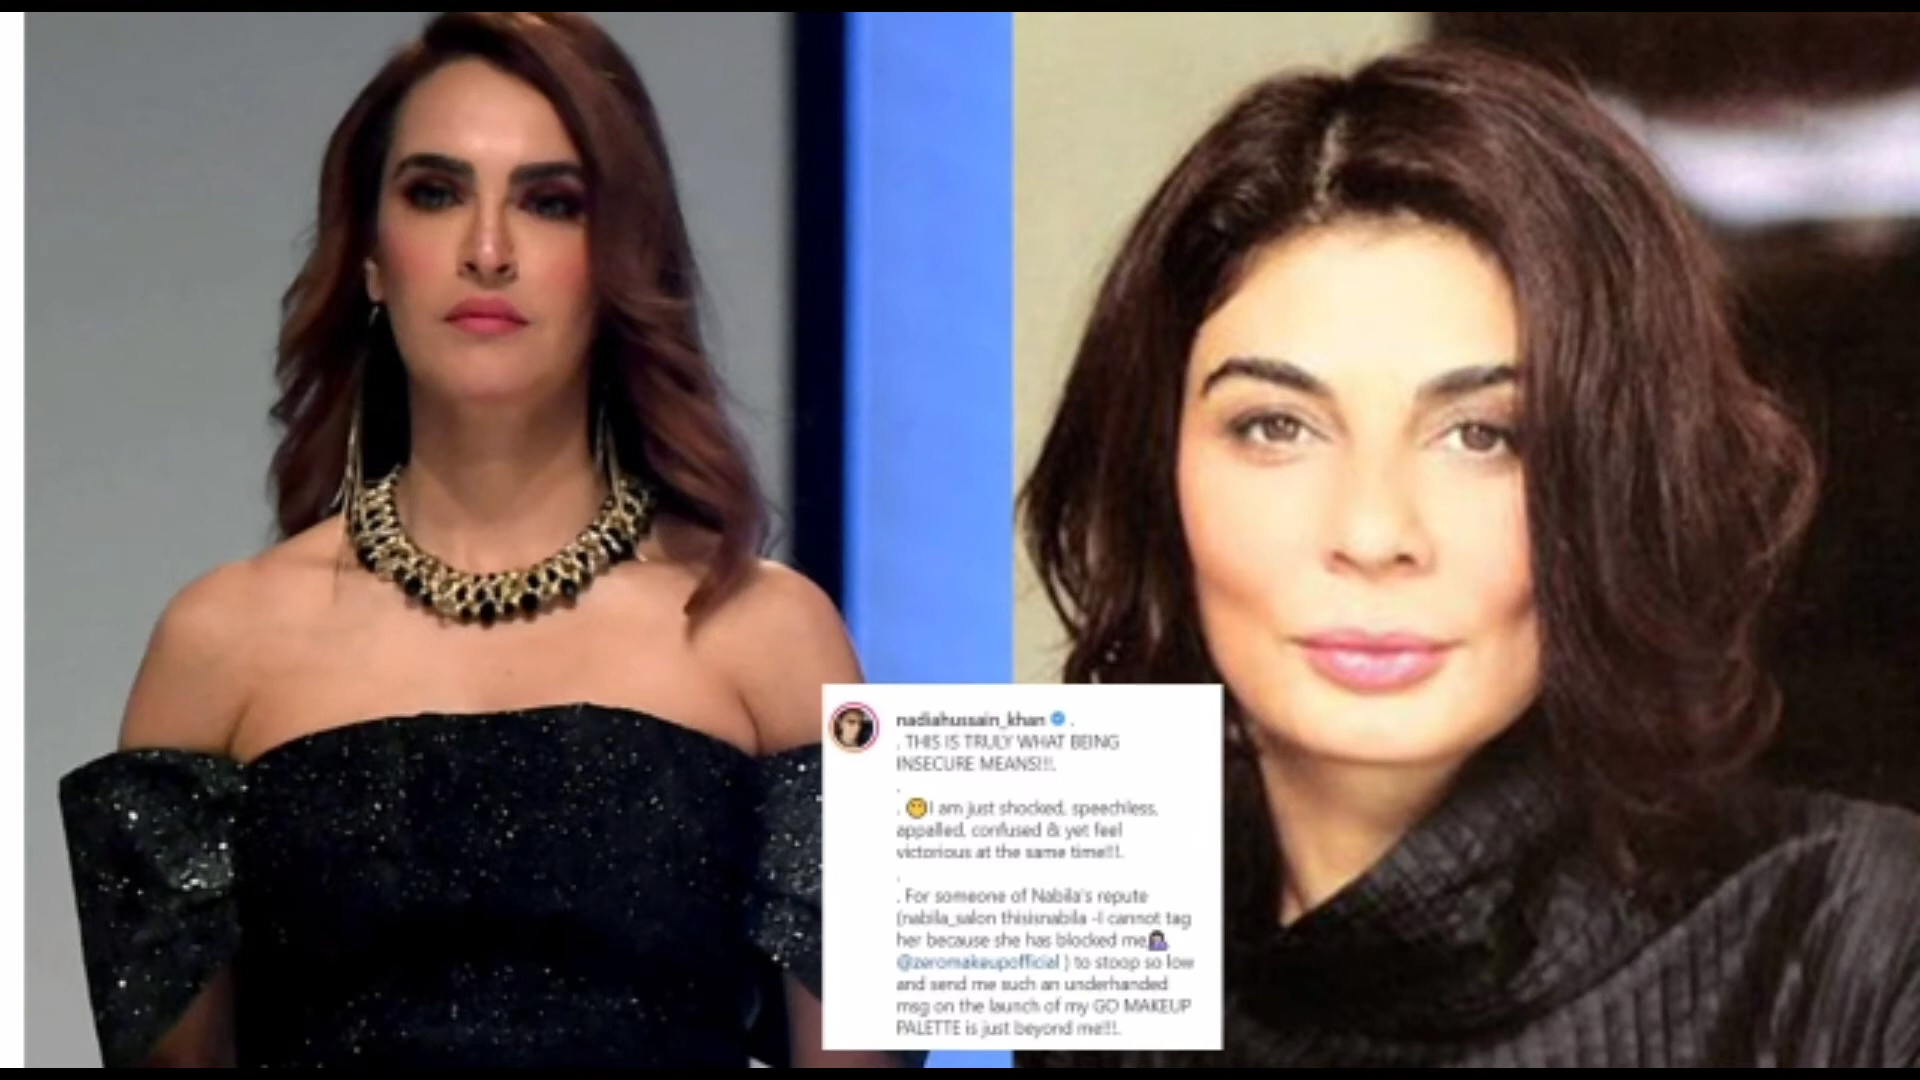 nadiahussain_khan .
. THIS IS TRULY WHAT BEING
INSECURE MEANS!!!.
.
. 😶I am just shocked, speechless,
appalled, confused & yet feel
victorious at the same time!!!.
.
. For someone of Nabila's repute
(nabila_salon thisisnabila -I cannot tag
her because she has blocked me🤷🏻‍♀️
@zeromakeupofficial ) to stoop so low
and send me such an underhanded
msg on the launch of my GO MAKEUP
PALETTE is just beyond me!!!.